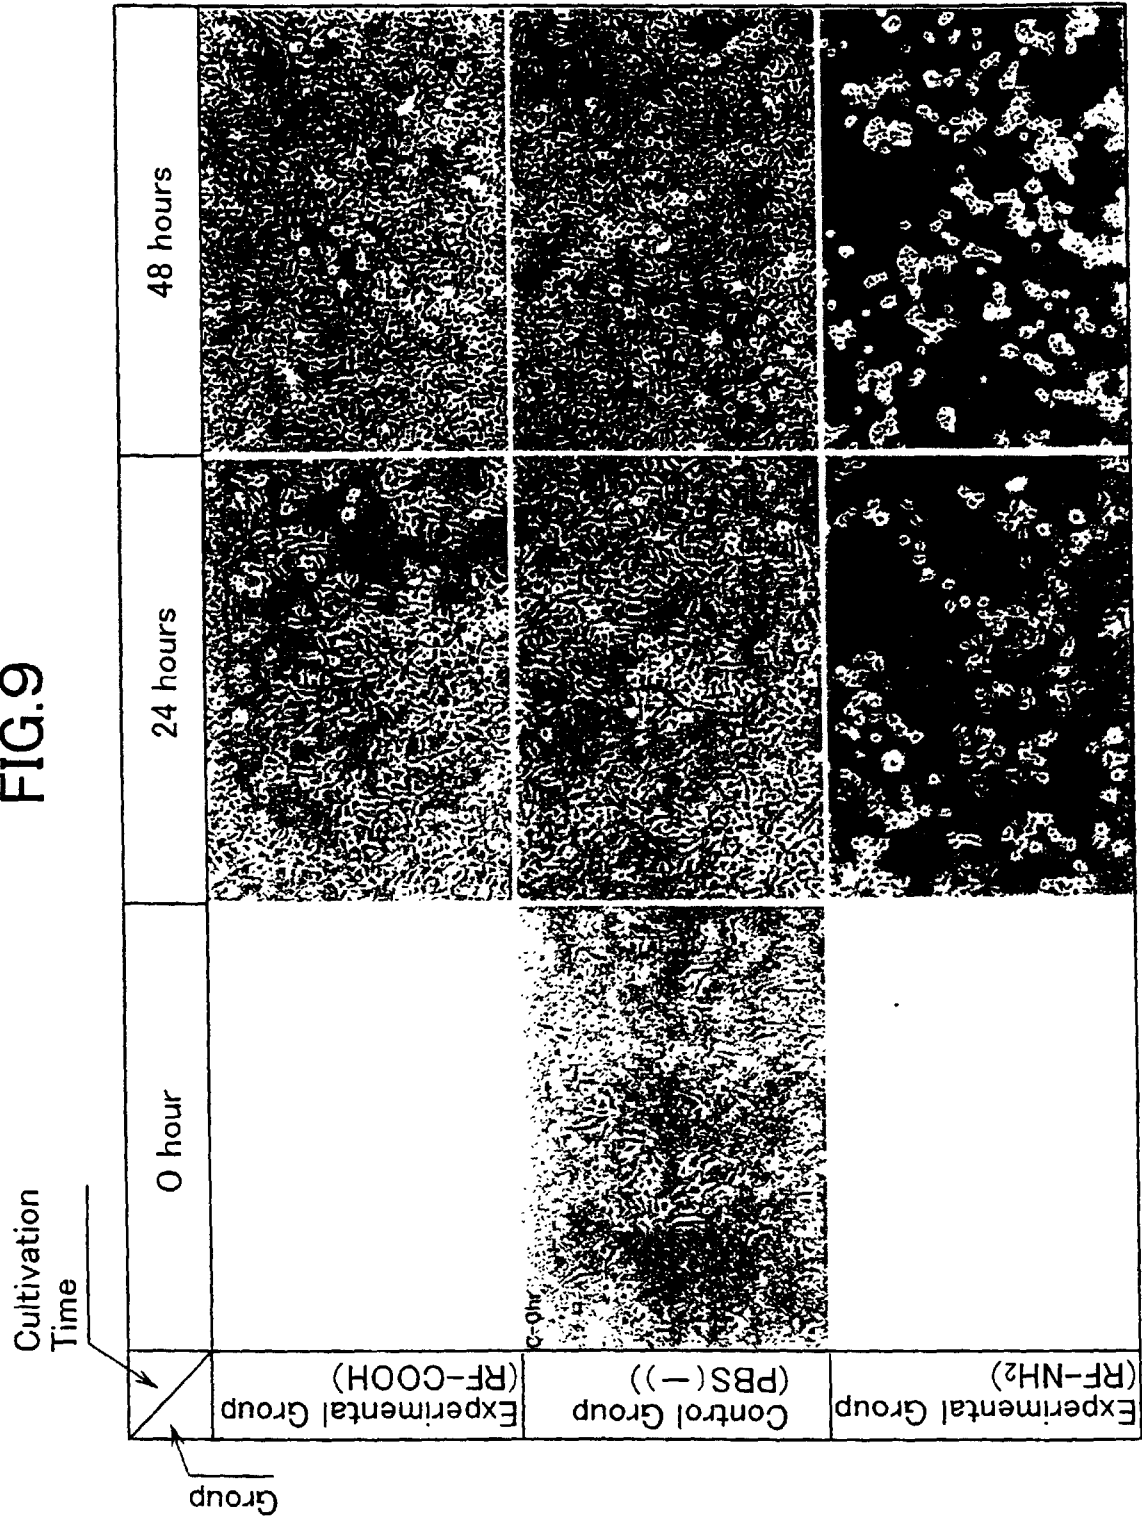 FIG.9
Cultivation
Time
Group
0 hour
24 hours
48 hours
Experimental Group
(RF-COOH)
Control Group
(PBS(-))
C-0hr
Experimental Group
(RF-NH₂)